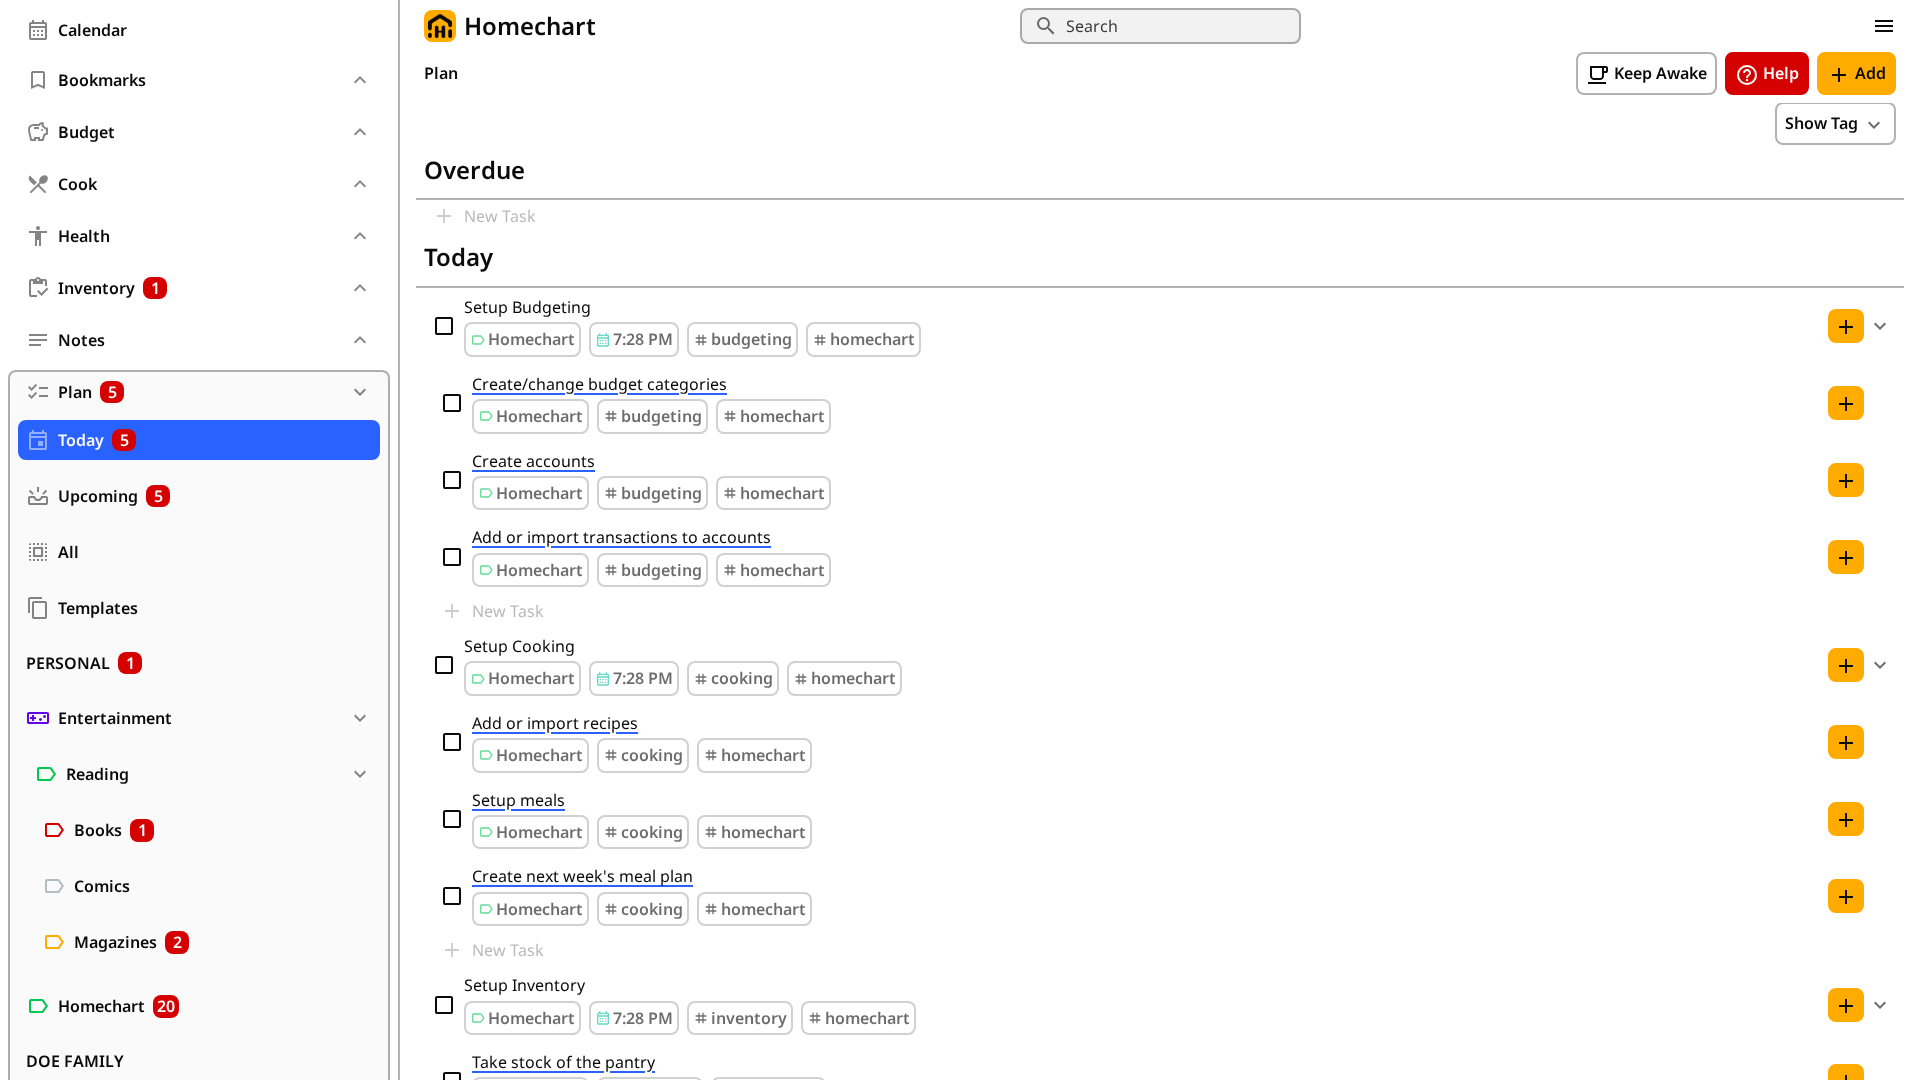 Calendar
Bookmarks
Budget
Cook
Health
Inventory 1
Notes
Plan 5
Today 5
Upcoming 5
All
Templates
PERSONAL 1
Entertainment
Reading
Books 1
Comics
Magazines 2
Homechart 20
DOE FAMILY
Homechart
Search
Plan
Keep Awake
Help
Add
Show Tag
Overdue
New Task
Today
Setup Budgeting
Homechart 7:28 PM # budgeting # homechart
Create/change budget categories
Homechart # budgeting # homechart
Create accounts
Homechart # budgeting # homechart
Add or import transactions to accounts
Homechart # budgeting # homechart
New Task
Setup Cooking
Homechart 7:28 PM # cooking # homechart
Add or import recipes
Homechart # cooking # homechart
Setup meals
Homechart # cooking # homechart
Create next week's meal plan
Homechart # cooking # homechart
New Task
Setup Inventory
Homechart 7:28 PM # inventory # homechart
Take stock of the pantry